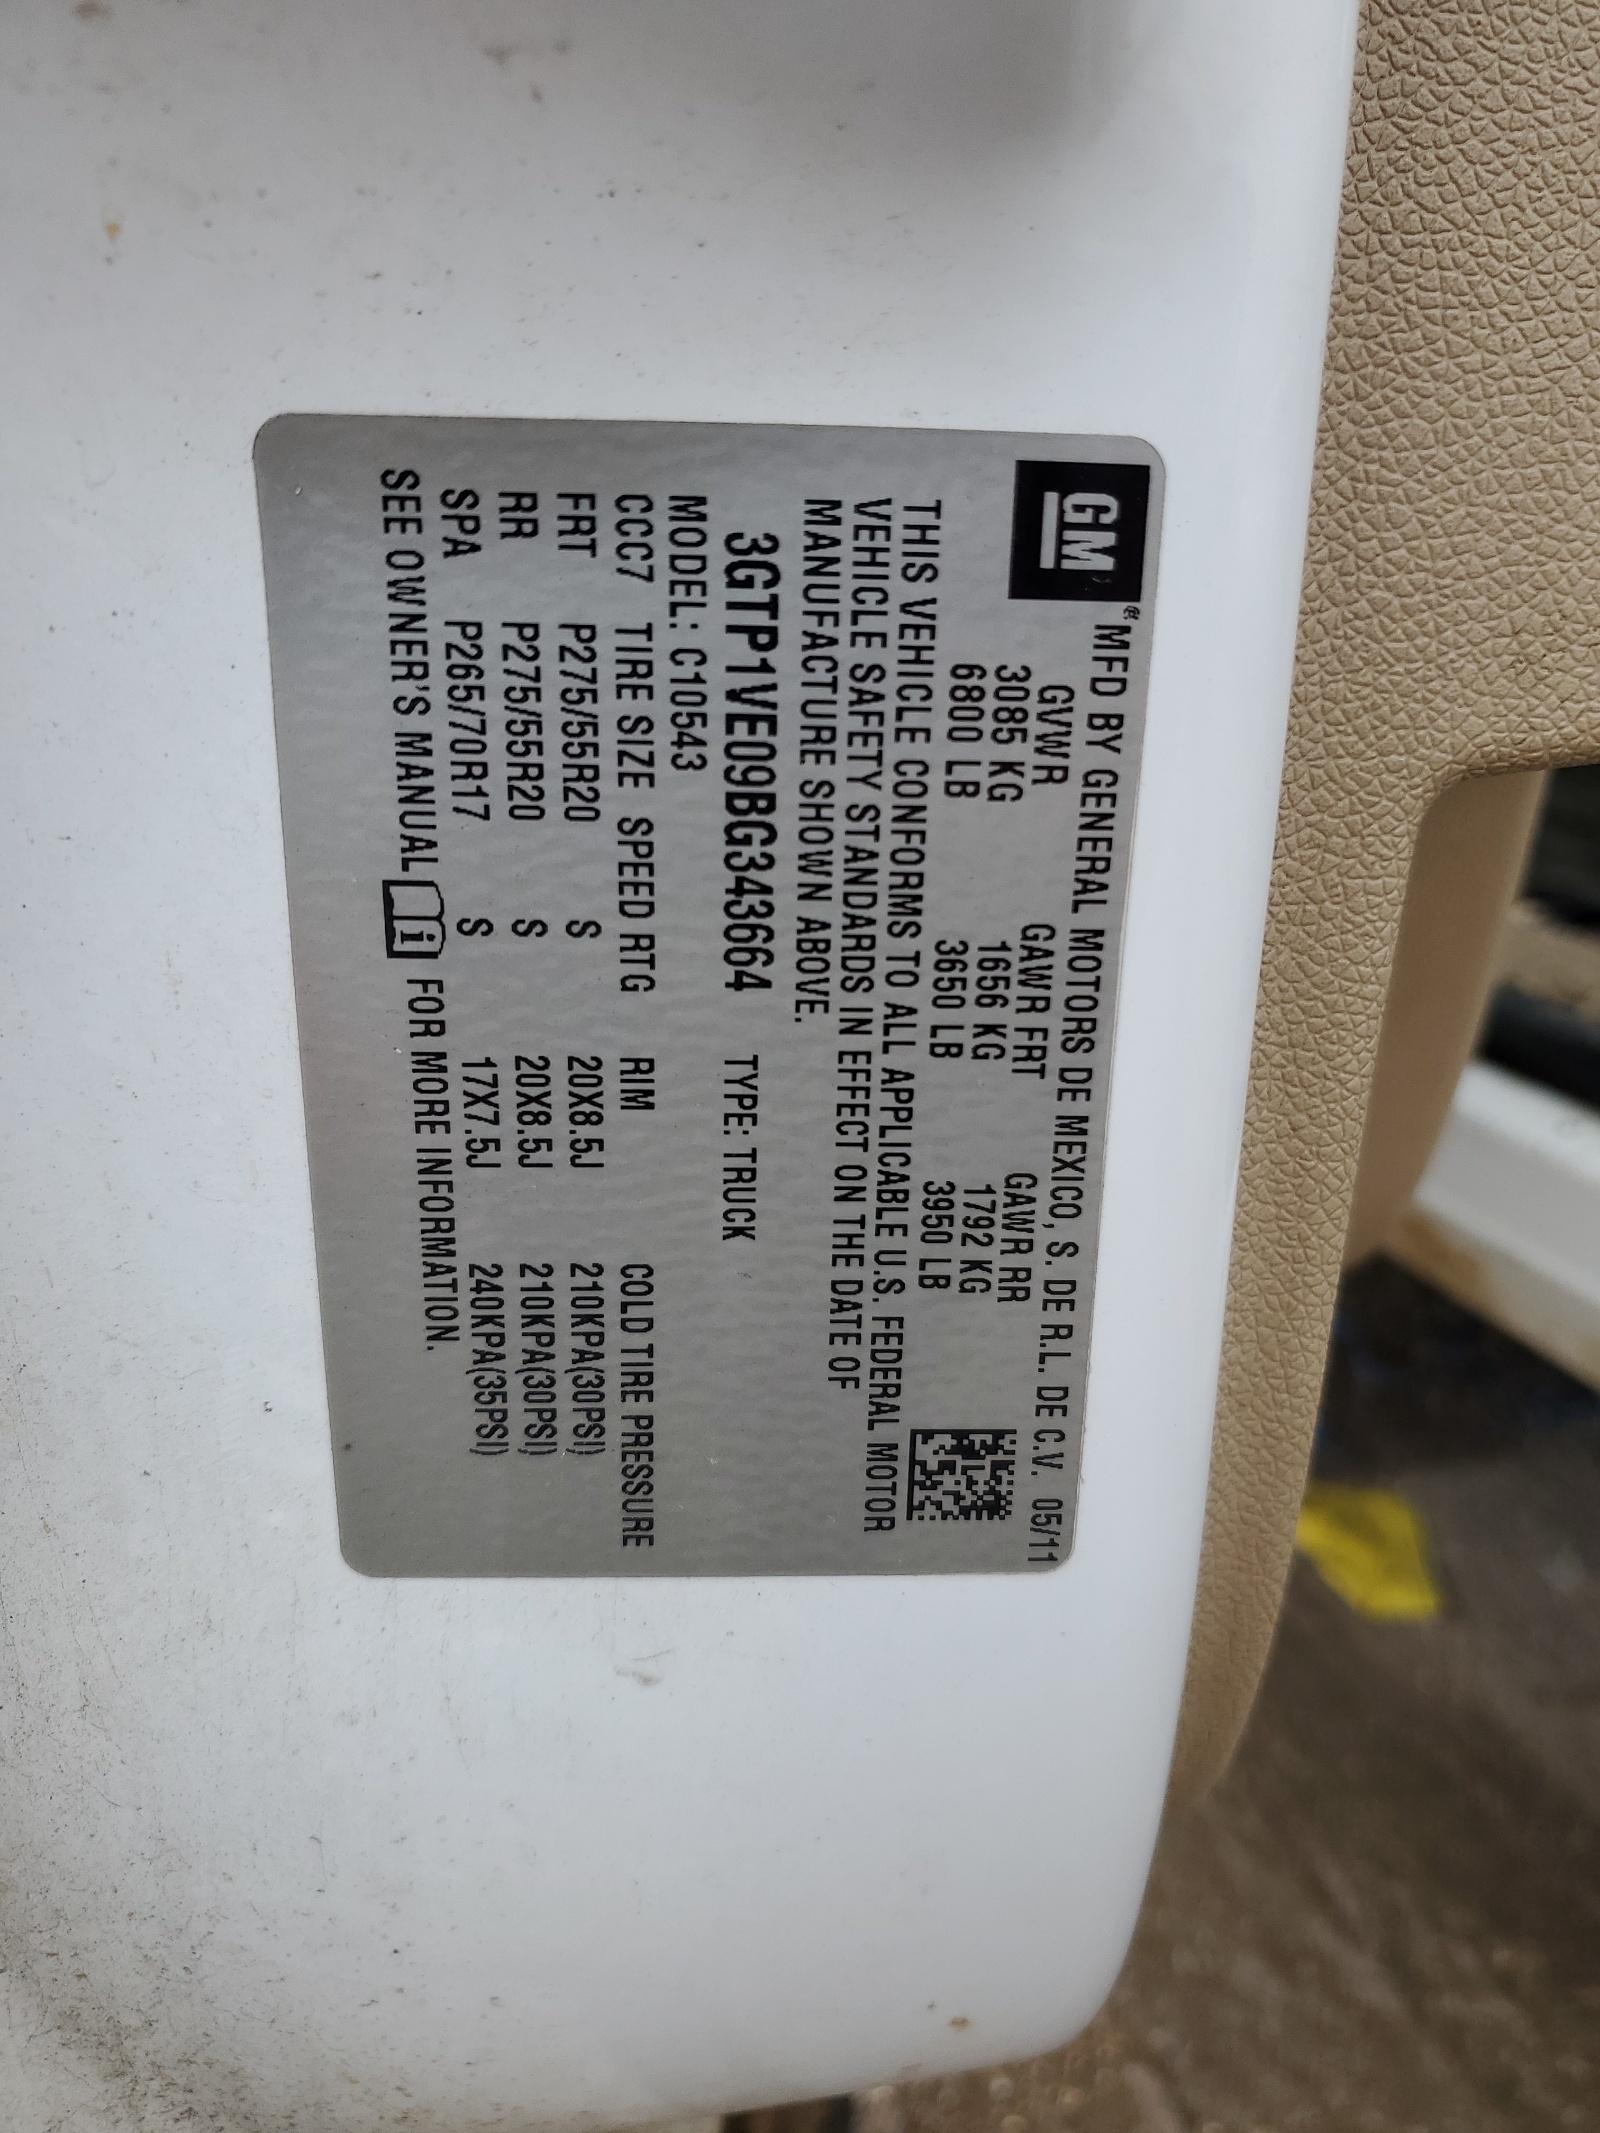 GM ® MFD BY GENERAL MOTORS DE MEXICO, S. DE R.L. DE C.V. 05/11
GVWR GAWR FRT GAWR RR
3085 KG 1656 KG 1792 KG
6800 LB 3650 LB 3950 LB
THIS VEHICLE CONFORMS TO ALL APPLICABLE U.S. FEDERAL MOTOR
VEHICLE SAFETY STANDARDS IN EFFECT ON THE DATE OF
MANUFACTURE SHOWN ABOVE.
3GTP1VE09BG343664 TYPE: TRUCK
MODEL: C10543
CCC7 TIRE SIZE SPEED RTG RIM COLD TIRE PRESSURE
FRT P275/55R20 S 20X8.5J 210KPA(30PSI)
RR P275/55R20 S 20X8.5J 210KPA(30PSI)
SPA P265/70R17 S 17X7.5J 240KPA(35PSI)
SEE OWNER'S MANUAL i FOR MORE INFORMATION.